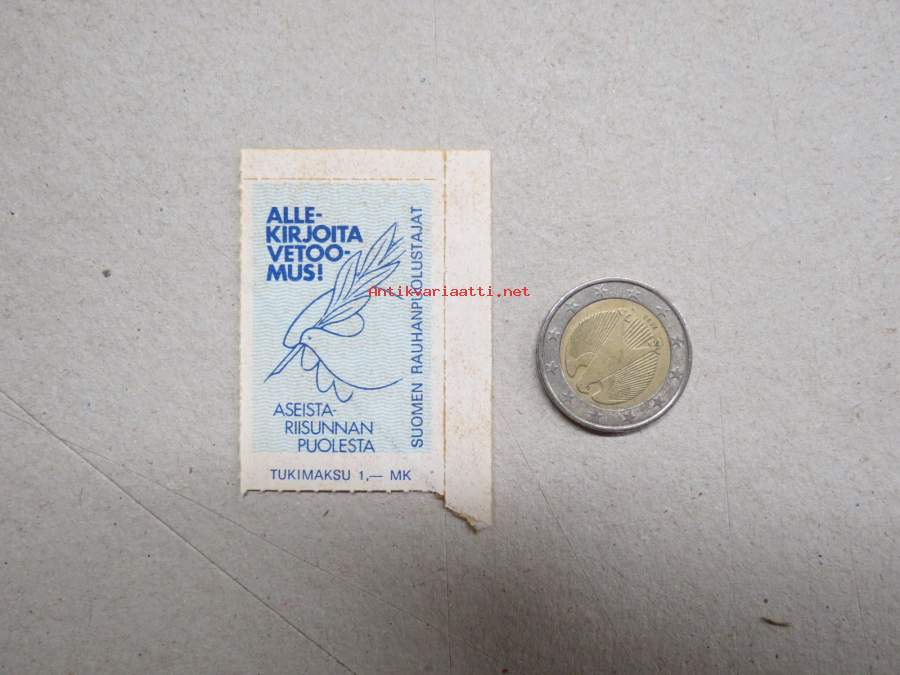 ALLE-
KIRJOITA
VETOO-
MUS!
ASEISTA-
RIISUNNAN
PUOLESTA
SUOMEN RAUHANPUOLUSTAJAT
TUKIMAKSU 1,— MK
Antikvariaatti.net